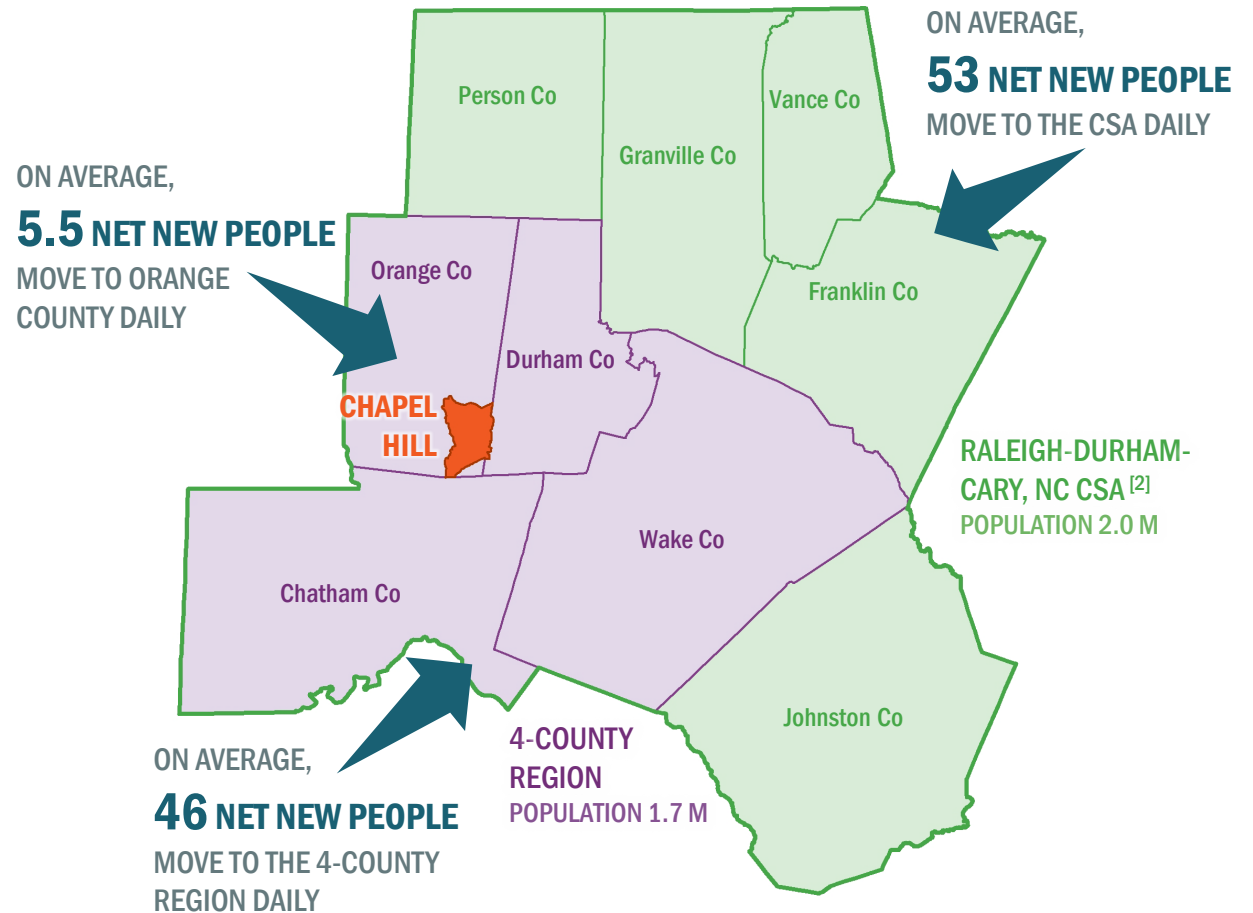 ON AVERAGE,
53 NET NEW PEOPLE
MOVE TO THE CSA DAILY
Person Co
Vance Co
Granville Co
ON AVERAGE,
5.5 NET NEW PEOPLE
MOVE TO ORANGE
COUNTY DAILY
Orange Co
Franklin Co
Durham Co
CHAPEL
HILL
RALEIGH-DURHAM-
CARY, NC CSA [2]
POPULATION 2.0 M
Wake Co
Chatham Co
Johnston Co
4-COUNTY
REGION
POPULATION 1.7 M
ON AVERAGE,
46 NET NEW PEOPLE
MOVE TO THE 4-COUNTY
REGION DAILY